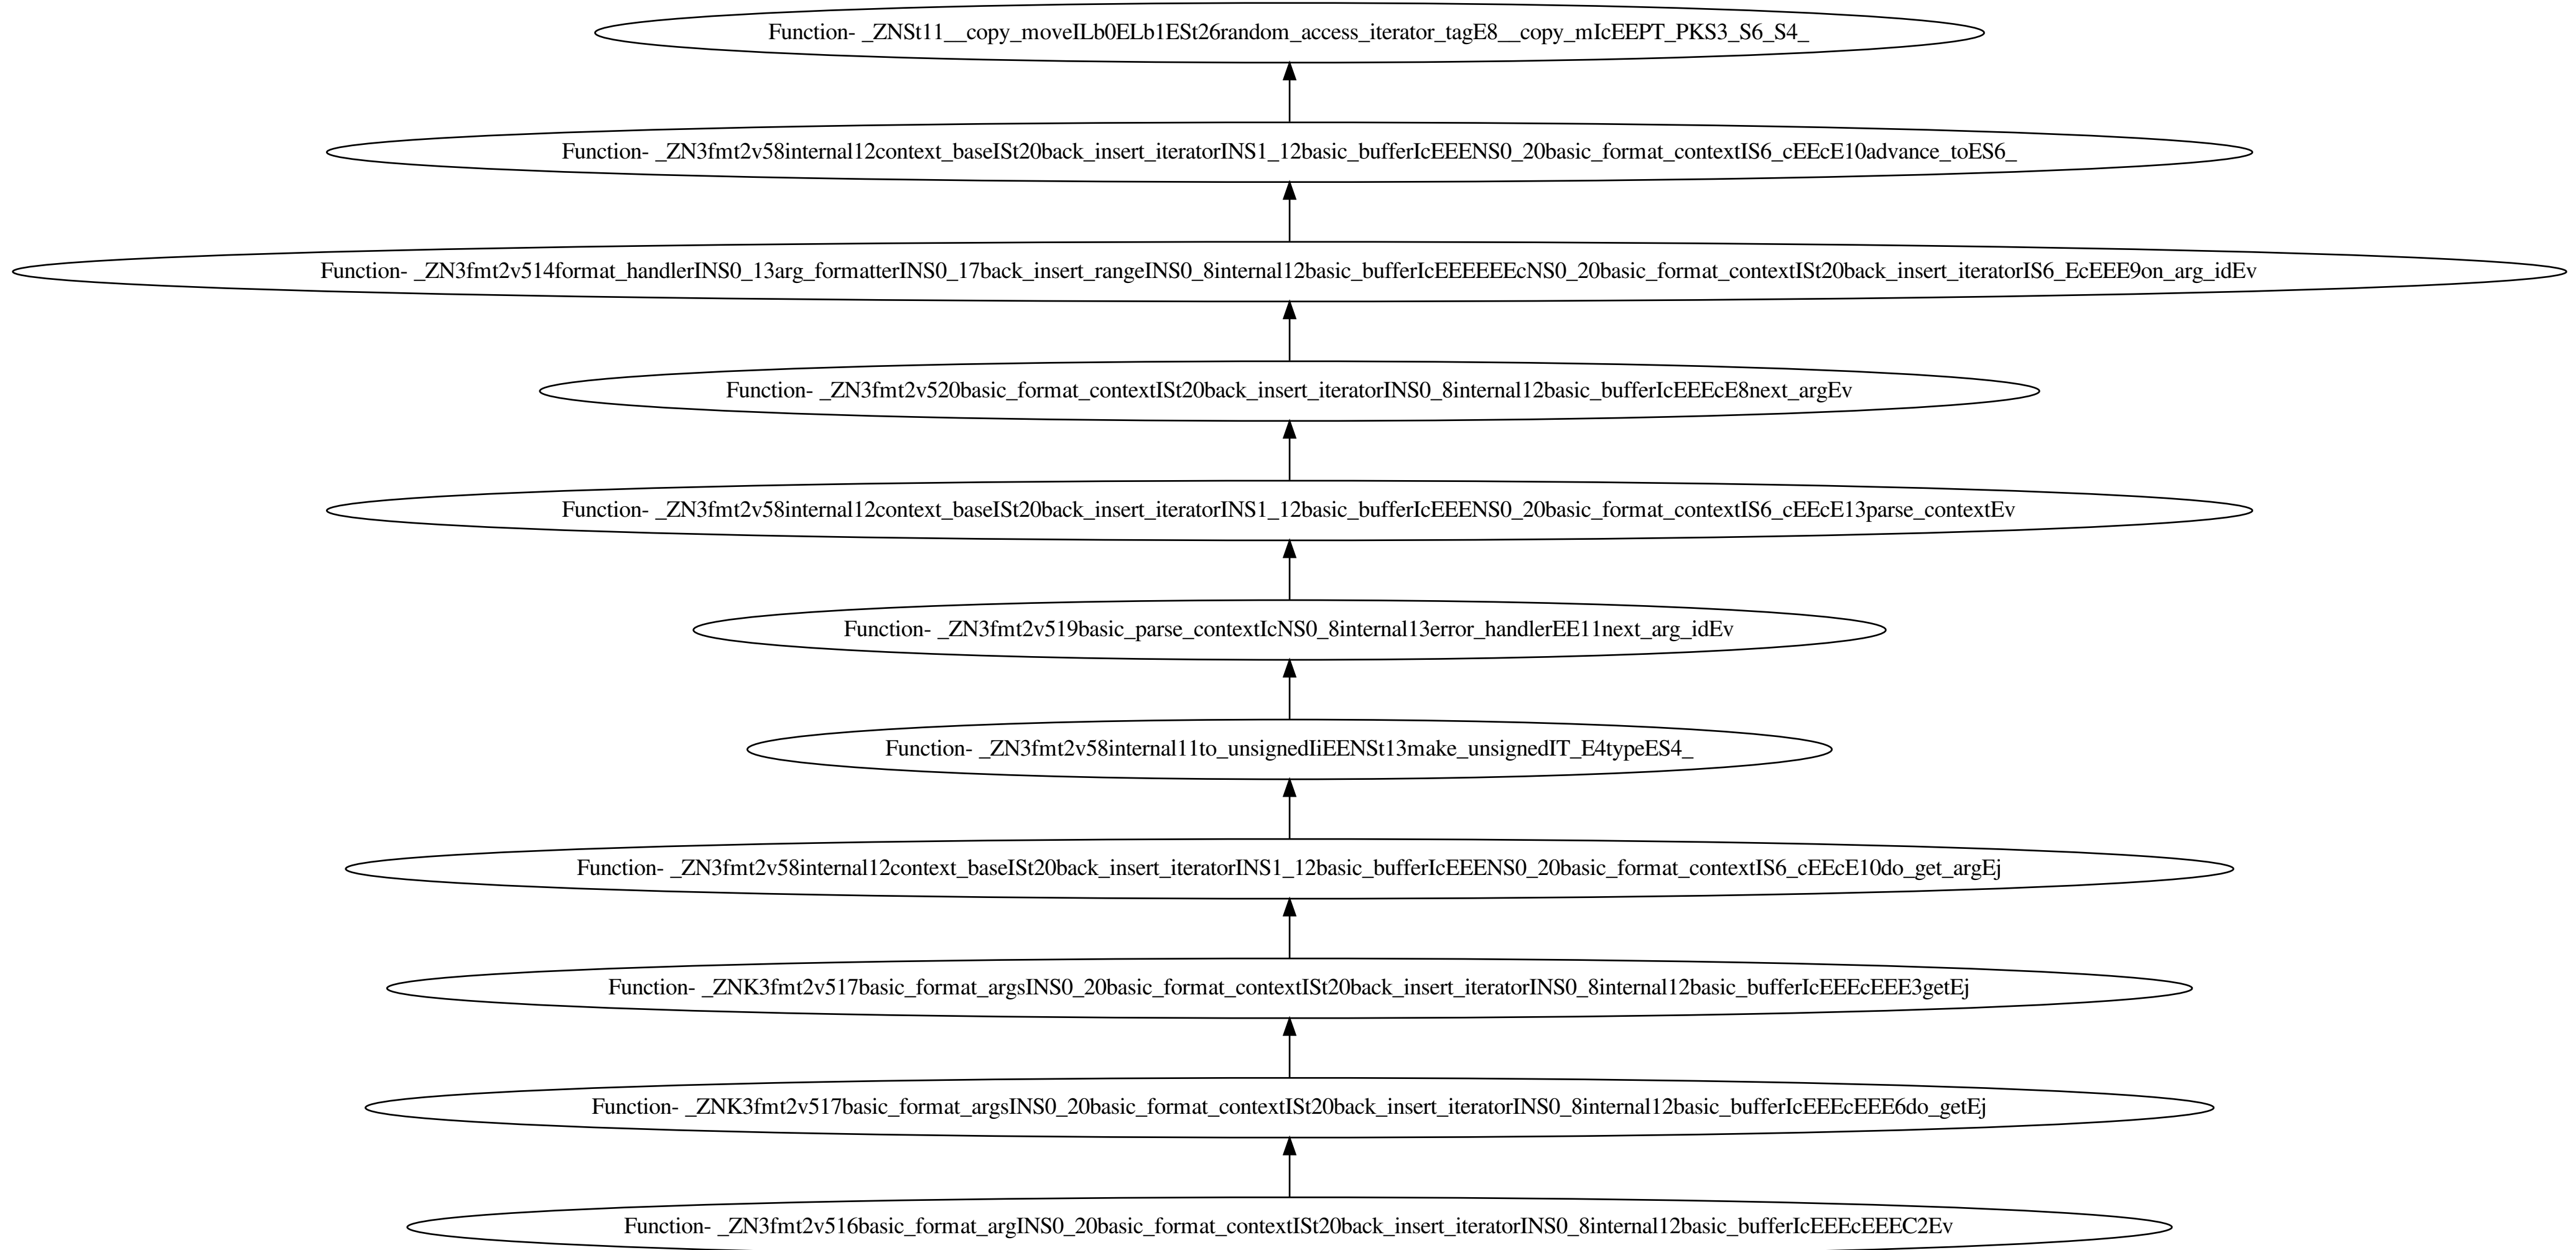 Function- _ZNSt11__copy_moveILb0ELb1ESt26random_access_iterator_tagE8__copy_mIcEEPT_PKS3_S6_S4_
Function- _ZN3fmt2v58internal12context_baseISt20back_insert_iteratorINS1_12basic_bufferIcEEENS0_20basic_format_contextIS6_cEEcE10advance_toES6_
Function- _ZN3fmt2v514format_handlerINS0_13arg_formatterINS0_17back_insert_rangeINS0_8internal12basic_bufferIcEEEEEEcNS0_20basic_format_contextISt20back_insert_iteratorIS6_EcEEE9on_arg_idEv
Function- _ZN3fmt2v520basic_format_contextISt20back_insert_iteratorINS0_8internal12basic_bufferIcEEEcE8next_argEv
Function- _ZN3fmt2v58internal12context_baseISt20back_insert_iteratorINS1_12basic_bufferIcEEENS0_20basic_format_contextIS6_cEEcE13parse_contextEv
Function- _ZN3fmt2v519basic_parse_contextIcNS0_8internal13error_handlerEE11next_arg_idEv
Function- _ZN3fmt2v58internal11to_unsignedIiEENSt13make_unsignedIT_E4typeES4_
Function- _ZN3fmt2v58internal12context_baseISt20back_insert_iteratorINS1_12basic_bufferIcEEENS0_20basic_format_contextIS6_cEEcE10do_get_argEj
Function- _ZNK3fmt2v517basic_format_argsINS0_20basic_format_contextISt20back_insert_iteratorINS0_8internal12basic_bufferIcEEEcEEE3getEj
Function- _ZNK3fmt2v517basic_format_argsINS0_20basic_format_contextISt20back_insert_iteratorINS0_8internal12basic_bufferIcEEEcEEE6do_getEj
Function- _ZN3fmt2v516basic_format_argINS0_20basic_format_contextISt20back_insert_iteratorINS0_8internal12basic_bufferIcEEEcEEEC2Ev